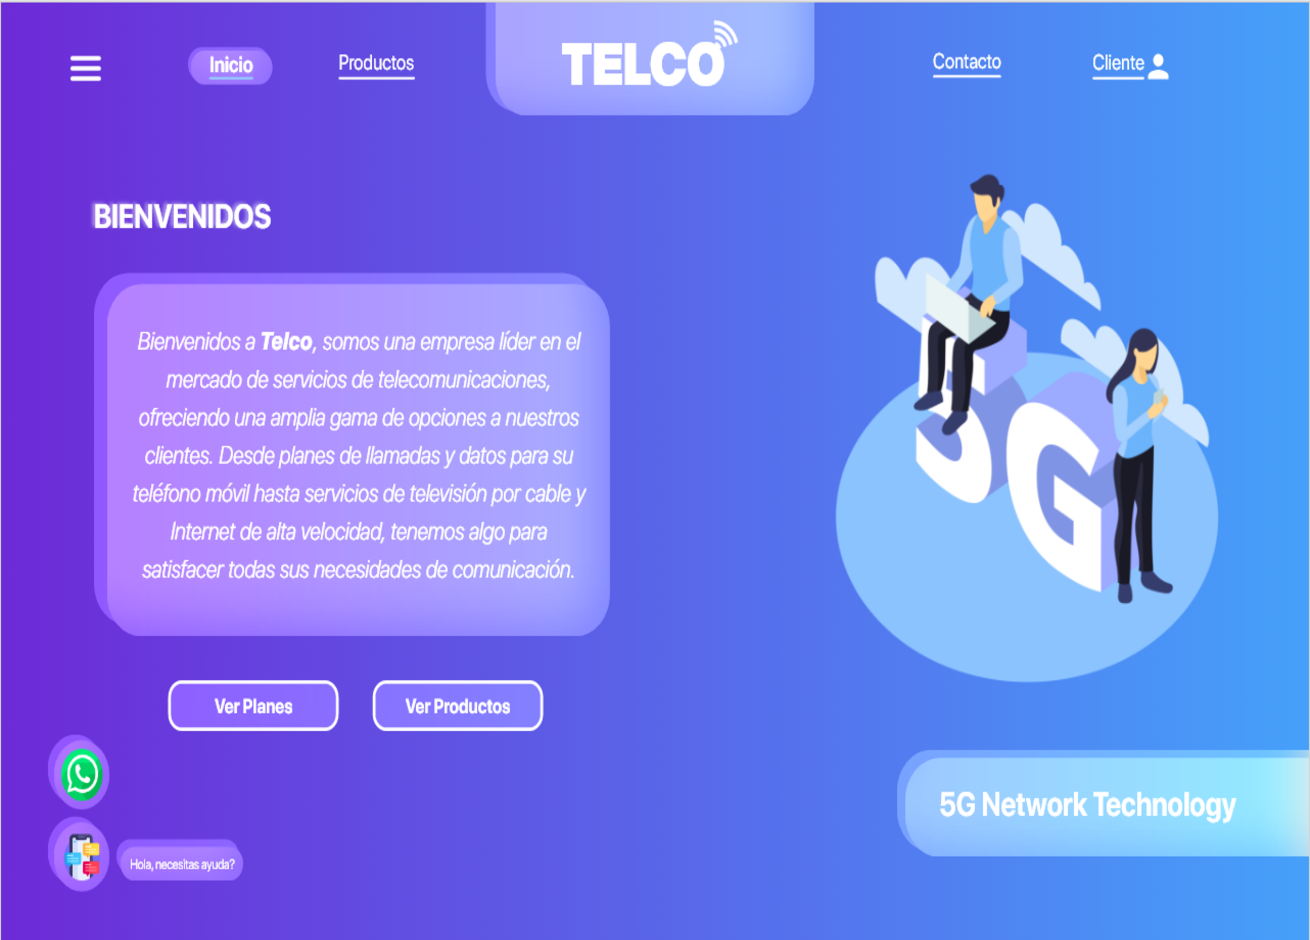 Inicio
Productos
TELCO
Contacto
Cliente
BIENVENIDOS
Bienvenidos a Telco, somos una empresa líder en el
mercado de servicios de telecomunicaciones,
ofreciendo una amplia gama de opciones a nuestros
clientes. Desde planes de llamadas y datos para su
teléfono móvil hasta servicios de televisión por cable y
Internet de alta velocidad, tenemos algo para
satisfacer todas sus necesidades de comunicación.
5G
Ver Planes
Ver Productos
5G Network Technology
Hola, necesitas ayuda?